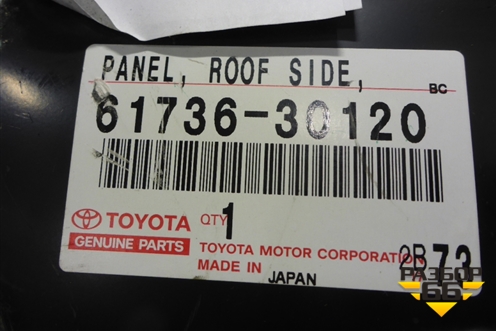 PANEL, ROOF SIDE,
BC
61736-30120
TOYOTA
GENUINE PARTS
QTY 1
TOYOTA MOTOR CORPORATION
MADE IN JAPAN
2B73
РАЗБОР
66